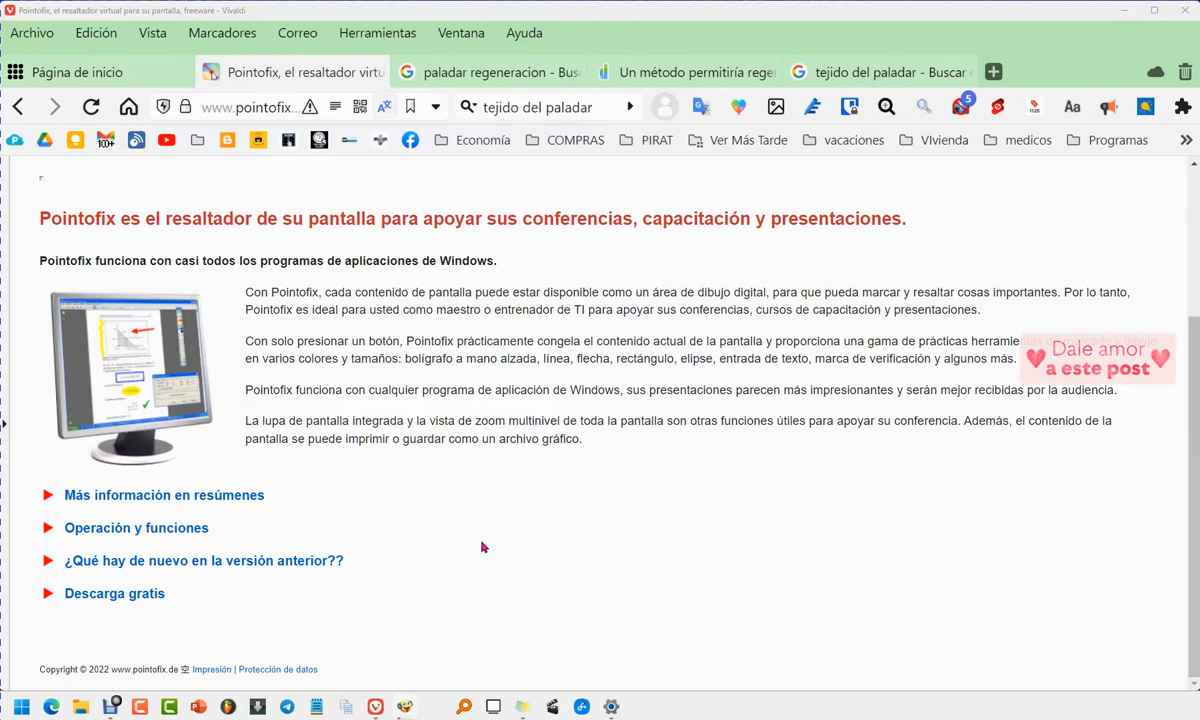 Pointofix, el resaltador virtual para su pantalla, freeware - Vivaldi
Archivo Edición Vista Marcadores Correo Herramientas Ventana Ayuda
Página de inicio Pointofix, el resaltador virtu paladar regeneracion - Bus Un método permitiría reger tejido del paladar - Buscar
www.pointofix... tejido del paladar 5 11:25 Aa
100+ Economía COMPRAS PIRAT Ver Más Tarde vacaciones VIvienda medicos Programas
Pointofix es el resaltador de su pantalla para apoyar sus conferencias, capacitación y presentaciones.
Pointofix funciona con casi todos los programas de aplicaciones de Windows.
Con Pointofix, cada contenido de pantalla puede estar disponible como un área de dibujo digital, para que pueda marcar y resaltar cosas importantes. Por lo tanto,
Pointofix es ideal para usted como maestro o entrenador de TI para apoyar sus conferencias, cursos de capacitación y presentaciones.
Con solo presionar un botón, Pointofix prácticamente congela el contenido actual de la pantalla y proporciona una gama de prácticas
en varios colores y tamaños: bolígrafo a mano alzada, línea, flecha, rectángulo, elipse, entrada de texto, marca de verificación y algunos más.
Dale amor
a este post
Pointofix funciona con cualquier programa de aplicación de Windows, sus presentaciones parecen más impresionantes y serán mejor recibidas por la audiencia.
La lupa de pantalla integrada y la vista de zoom multinivel de toda la pantalla son otras funciones útiles para apoyar su conferencia. Además, el contenido de la
pantalla se puede imprimir o guardar como un archivo gráfico.
Más información en resúmenes
Operación y funciones
¿Qué hay de nuevo en la versión anterior??
Descarga gratis
Copyright © 2022 www.pointofix.de 空 Impresión | Protección de datos